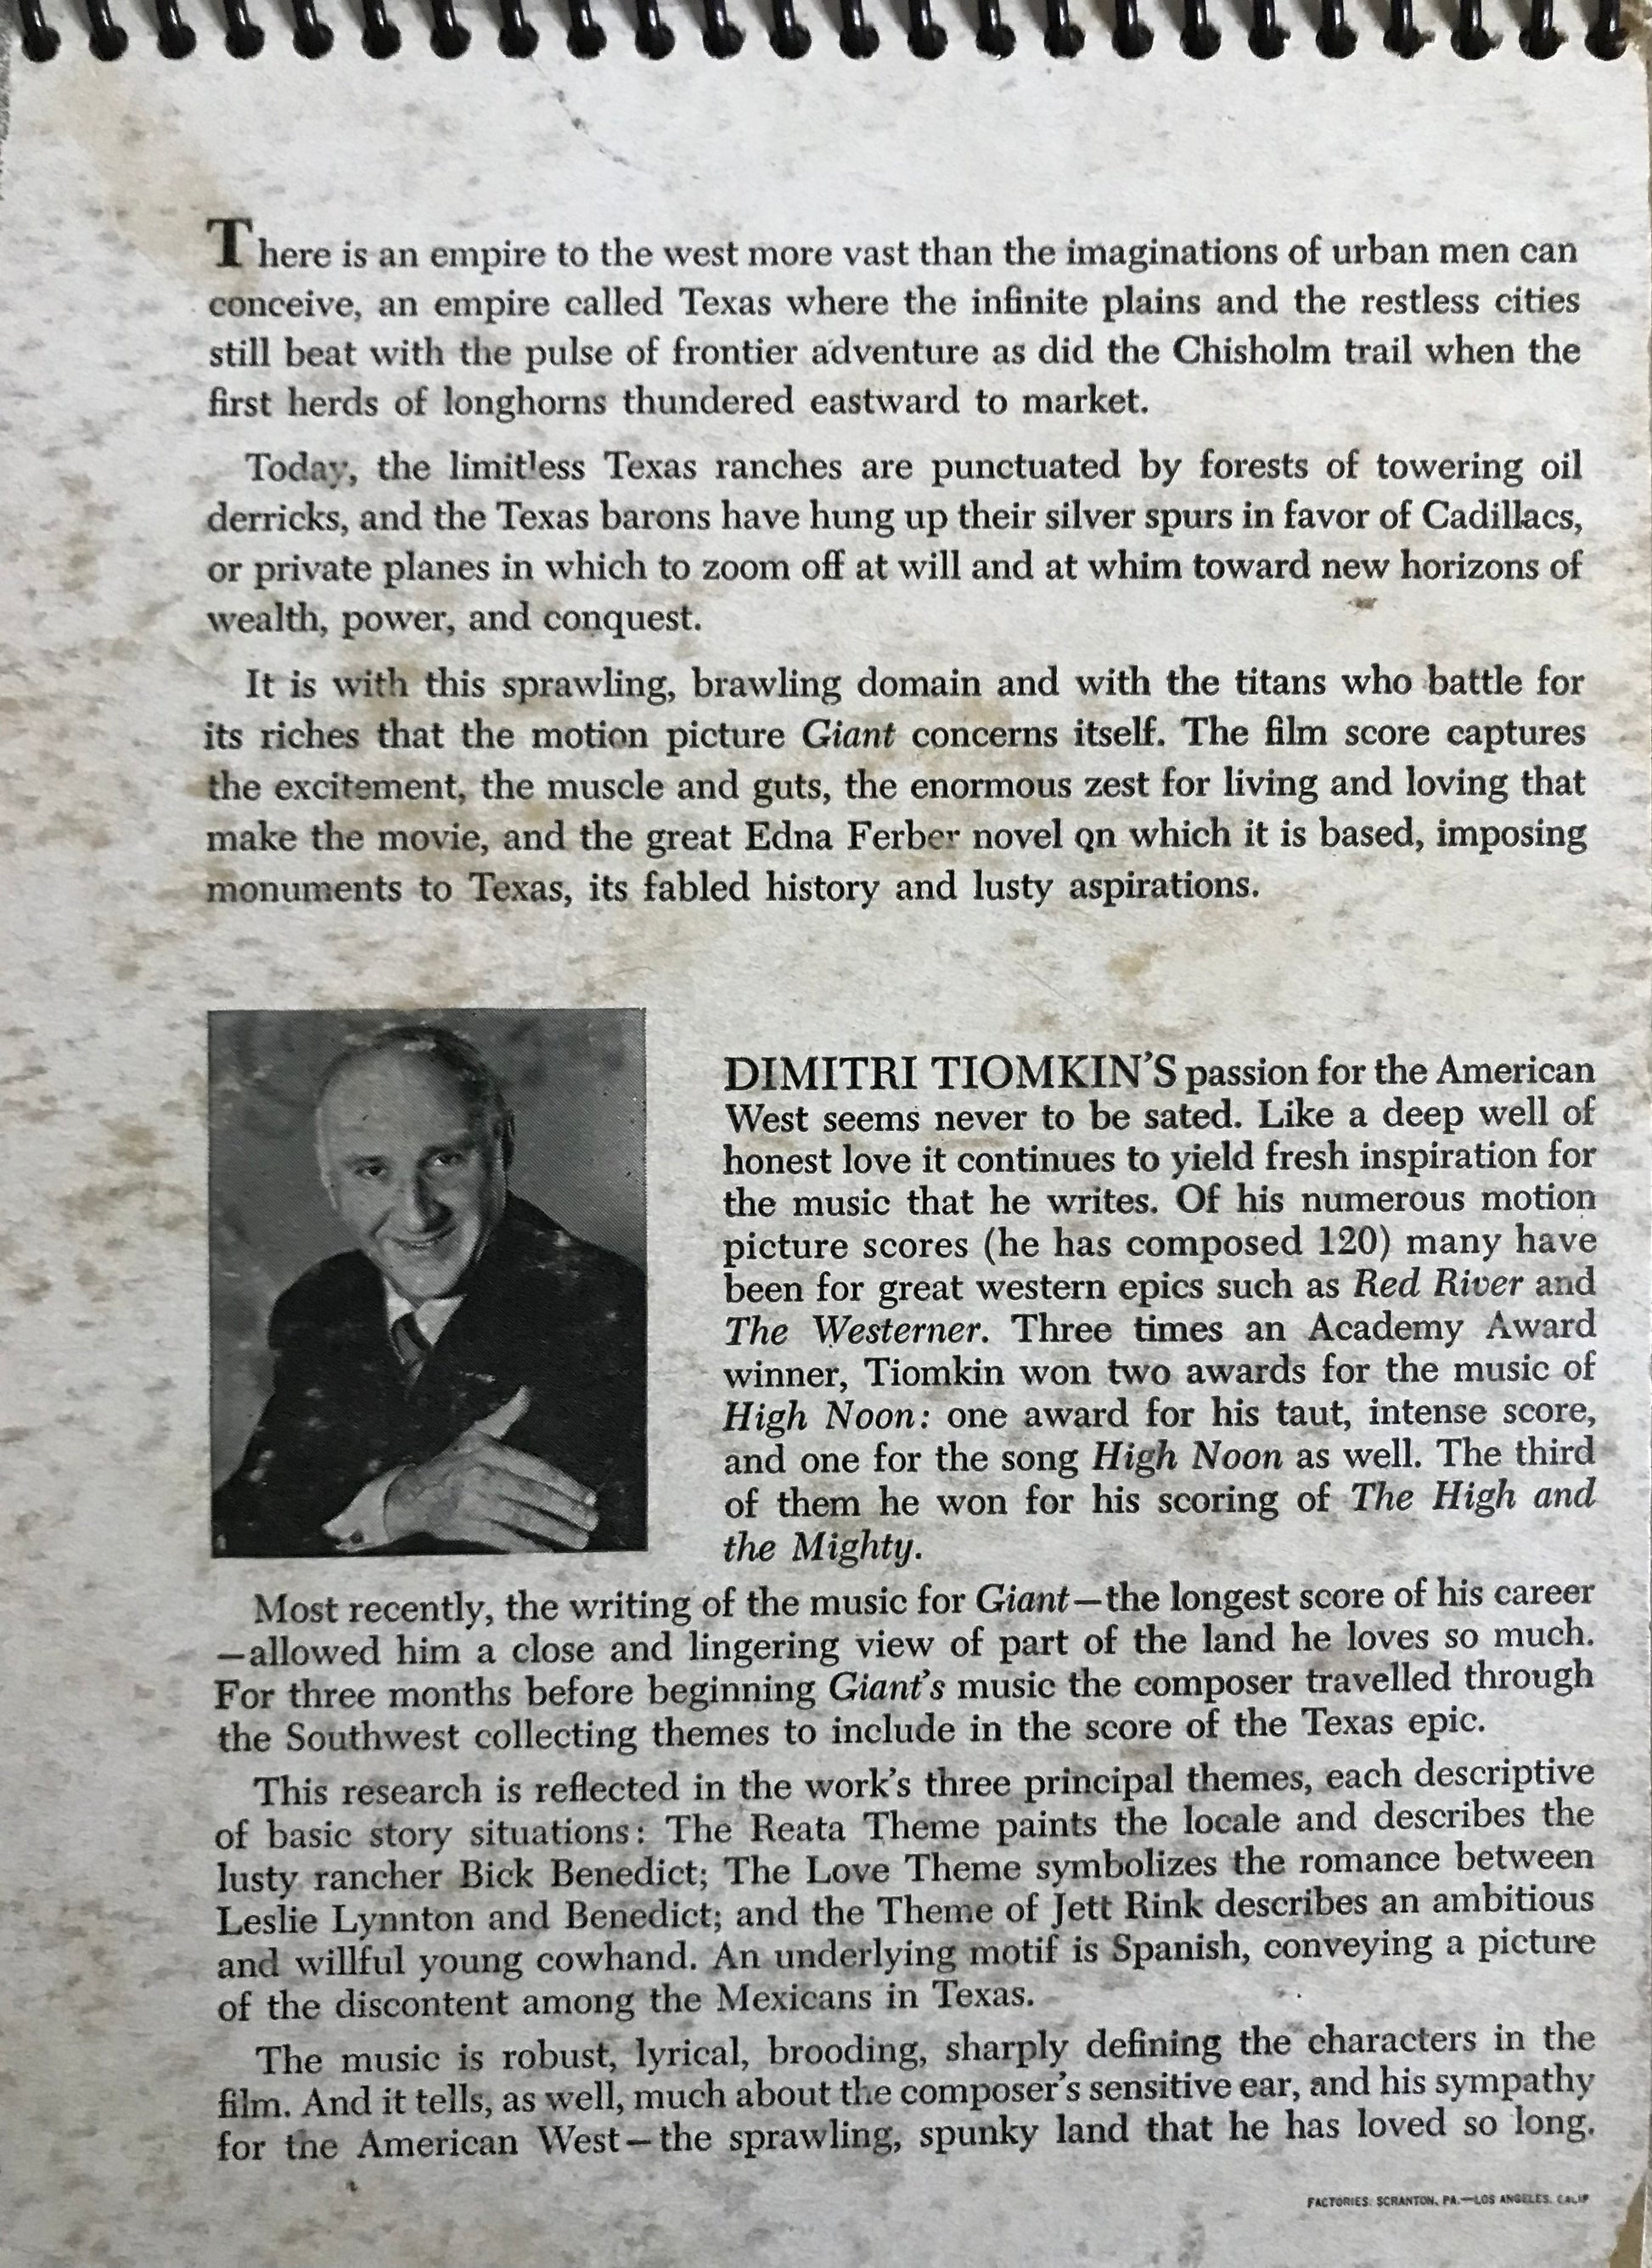 There is an empire to the west more vast than the imaginations of urban men can
conceive, an empire called Texas where the infinite plains and the restless cities
still beat with the pulse of frontier adventure as did the Chisholm trail when the
first herds of longhorns thundered eastward to market.
Today, the limitless Texas ranches are punctuated by forests of towering oil
derricks, and the Texas barons have hung up their silver spurs in favor of Cadillacs,
or private planes in which to zoom off at will and at whim toward new horizons of
wealth, power, and conquest.
It is with this sprawling, brawling domain and with the titans who battle for
its riches that the motion picture Giant concerns itself. The film score captures
the excitement, the muscle and guts, the enormous zest for living and loving that
make the movie, and the great Edna Ferber novel on which it is based, imposing
monuments to Texas, its fabled history and lusty aspirations.
DIMITRI TIOMKIN'S passion for the American
West seems never to be sated. Like a deep well of
honest love it continues to yield fresh inspiration for
the music that he writes. Of his numerous motion
picture scores (he has composed 120) many have
been for great western epics such as Red River and
The Westerner. Three times an Academy Award
winner, Tiomkin won two awards for the music of
High Noon: one award for his taut, intense score,
and one for the song High Noon as well. The third
of them he won for his scoring of The High and
the Mighty.
Most recently, the writing of the music for Giant—the longest score of his career
—allowed him a close and lingering view of part of the land he loves so much.
For three months before beginning Giant's music the composer travelled through
the Southwest collecting themes to include in the score of the Texas epic.
This research is reflected in the work's three principal themes, each descriptive
of basic story situations: The Reata Theme paints the locale and describes the
lusty rancher Bick Benedict; The Love Theme symbolizes the romance between
Leslie Lynnton and Benedict; and the Theme of Jett Rink describes an ambitious
and willful young cowhand. An underlying motif is Spanish, conveying a picture
of the discontent among the Mexicans in Texas.
The music is robust, lyrical, brooding, sharply defining the characters in the
film. And it tells, as well, much about the composer's sensitive ear, and his sympathy
for the American West—the sprawling, spunky land that he has loved so long.
FACTORIES: SCRANTON, PA.—LOS ANGELES, CALIF